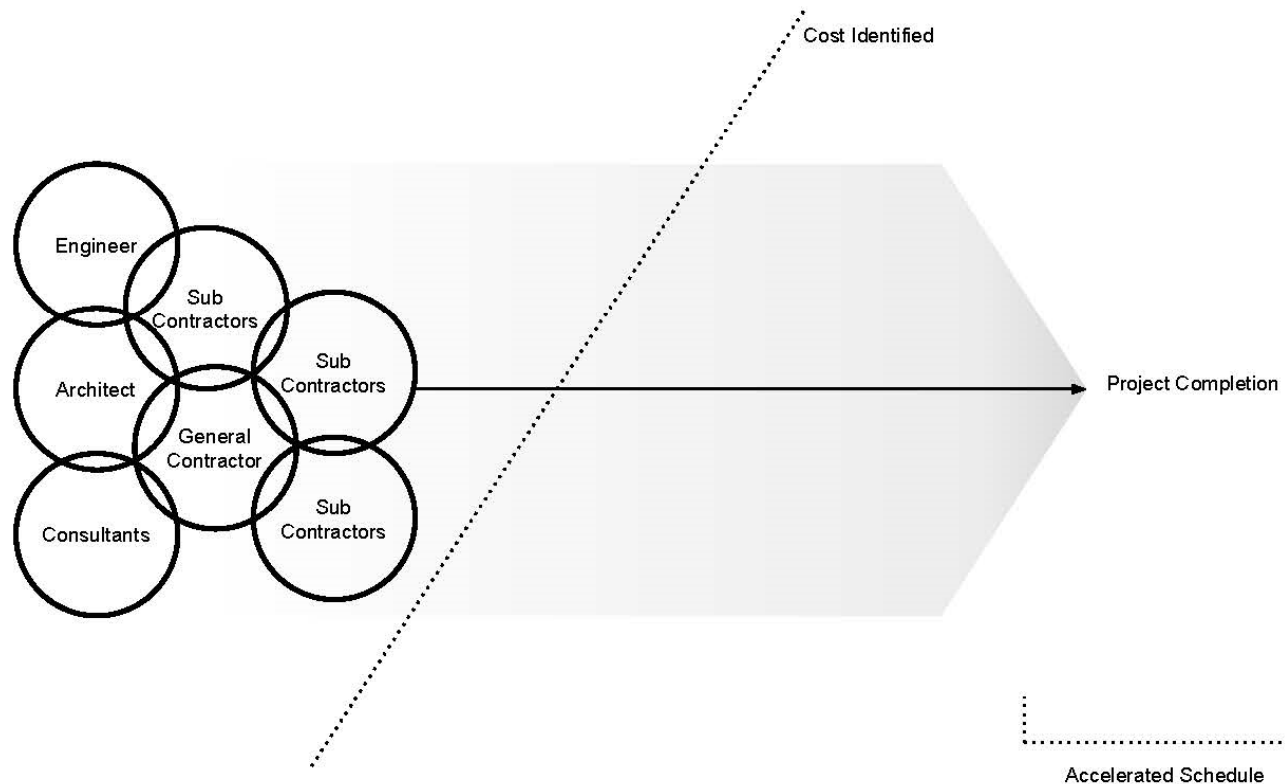 Cost Identified
Engineer
Sub
Contractors
Sub
Contractors
Architect
Project Completion
General
Contractor
Sub
Contractors
Consultants
Accelerated Schedule